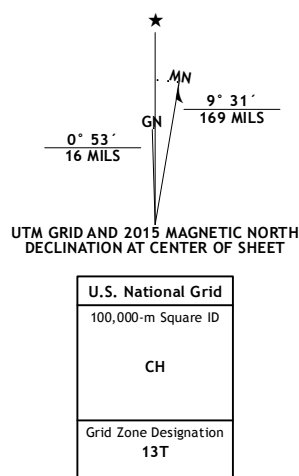 ★
MN
GN
9° 31´
169 MILS
0° 53´
16 MILS
UTM GRID AND 2015 MAGNETIC NORTH
DECLINATION AT CENTER OF SHEET
U.S. National Grid
100,000-m Square ID
CH
Grid Zone Designation
13T